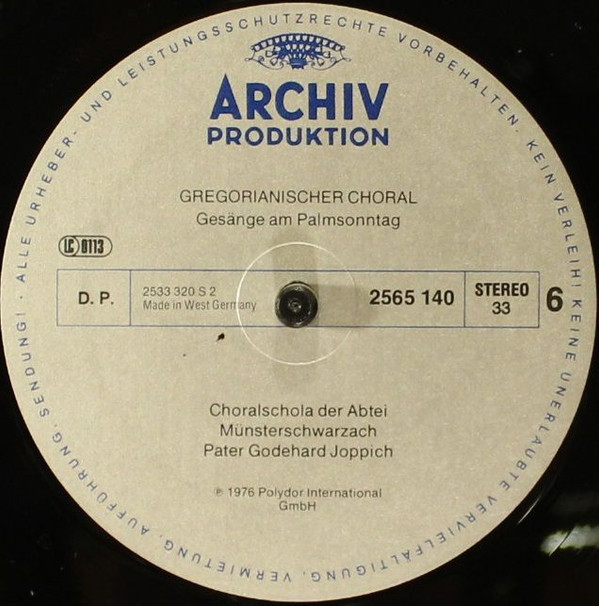 ALLE URHEBER- UND LEISTUNGSSCHUTZRECHTE VORBEHALTEN. KEIN VERLEIH! KEINE UNERLAUBTE VERVIELFÄLTIGUNG, VERMIETUNG, AUFFÜHRUNG, SENDUNG!
ARCHIV
PRODUKTION
GREGORIANISCHER CHORAL
Gesänge am Palmsonntag
LC 0113
D. P.
2533 320 S 2
Made in West Germany
2565 140
STEREO
33
6
Choralschola der Abtei
Münsterschwarzach
Pater Godehard Joppich
℗ 1976 Polydor International
GmbH